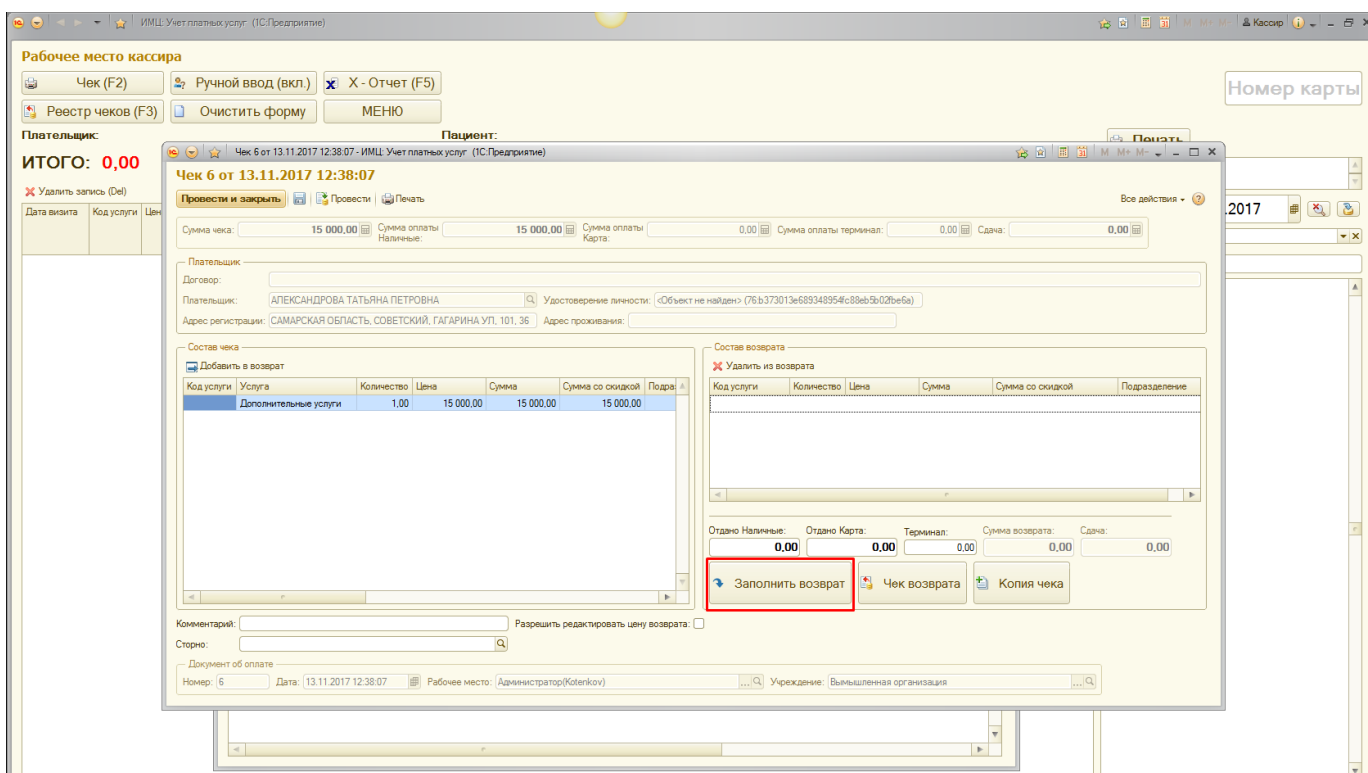 ИМЦ: Учет платных услуг (1С:Предприятие)
M M+ M- Кассир
Рабочее место кассира
Чек (F2) Ручной ввод (вкл.) X - Отчет (F5)
Номер карты
Реестр чеков (F3) Очистить форму МЕНЮ
Плательщик: Пациент:
Печать
ИТОГО: 0,00
Удалить запись (Del)
Дата визита Код услуги Цен
.2017
Чек 6 от 13.11.2017 12:38:07 - ИМЦ: Учет платных услуг (1С:Предприятие)
M M+ M-
Чек 6 от 13.11.2017 12:38:07
Провести и закрыть Провести Печать Все действия
Сумма чека: 15 000,00 Сумма оплаты Наличные: 15 000,00 Сумма оплаты Карта: 0,00 Сумма оплаты терминал: 0,00 Сдача: 0,00
Плательщик
Договор:
Плательщик: АЛЕКСАНДРОВА ТАТЬЯНА ПЕТРОВНА Удостоверение личности: <Объект не найден> (76:b373013e689348954fc88eb5b02fbe6a)
Адрес регистрации: САМАРСКАЯ ОБЛАСТЬ, СОВЕТСКИЙ, ГАГАРИНА УЛ, 101, 36 Адрес проживания:
Состав чека
Добавить в возврат
Код услуги Услуга Количество Цена Сумма Сумма со скидкой Подра
Дополнительные услуги 1,00 15 000,00 15 000,00 15 000,00
Состав возврата
Удалить из возврата
Код услуги Количество Цена Сумма Сумма со скидкой Подразделение
Отдано Наличные: Отдано Карта: Терминал: Сумма возврата: Сдача:
0,00 0,00 0,00 0,00 0,00
Заполнить возврат Чек возврата Копия чека
Комментарий: Разрешить редактировать цену возврата:
Сторно:
Документ об оплате
Номер: 6 Дата: 13.11.2017 12:38:07 Рабочее место: Администратор(Kotenkov) Учреждение: Вымышленная организация